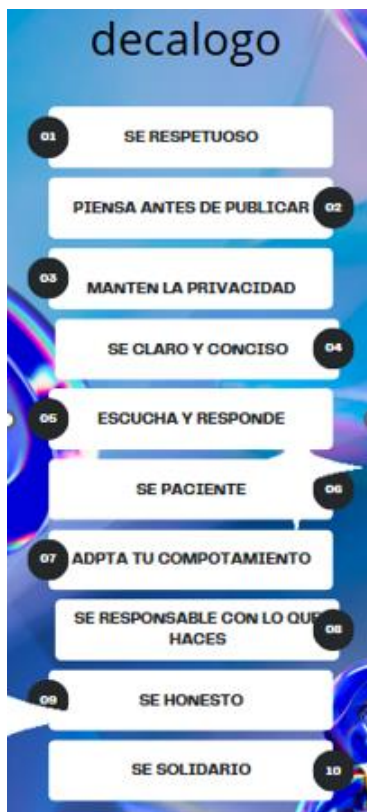 decalogo
01
SE RESPETUOSO
PIENSA ANTES DE PUBLICAR
02
03
MANTEN LA PRIVACIDAD
SE CLARO Y CONCISO
04
05
ESCUCHA Y RESPONDE
SE PACIENTE
06
07
ADPTA TU COMPOTAMIENTO
SE RESPONSABLE CON LO QUE
HACES
08
09
SE HONESTO
SE SOLIDARIO
10